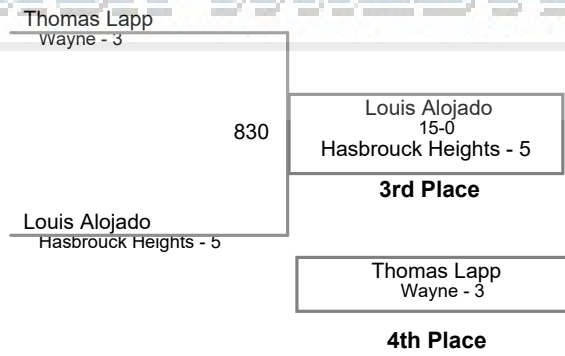 Thomas Lapp
Wayne - 3
830
Louis Alojado
15-0
Hasbrouck Heights - 5
3rd Place
Louis Alojado
Hasbrouck Heights - 5
Thomas Lapp
Wayne - 3
4th Place